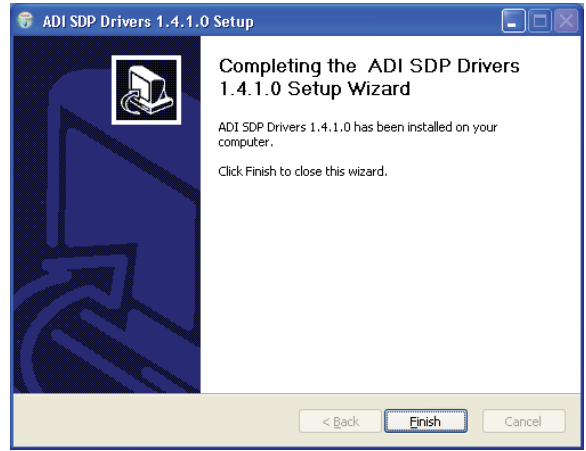 ADI SDP Drivers 1.4.1.0 Setup
Completing the ADI SDP Drivers
1.4.1.0 Setup Wizard
ADI SDP Drivers 1.4.1.0 has been installed on your
computer.
Click Finish to close this wizard.
< Back Finish Cancel